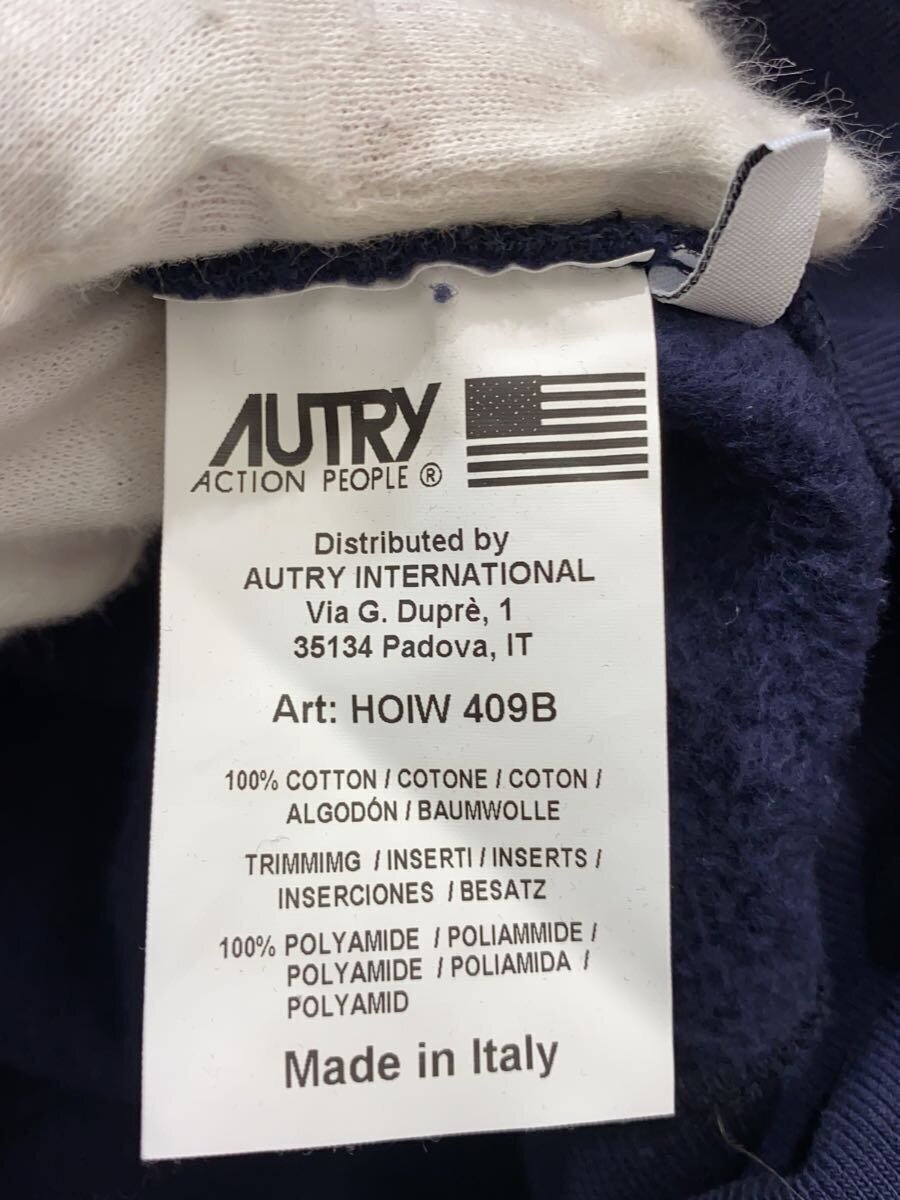 AUTRY
ACTION PEOPLE ®
Distributed by
AUTRY INTERNATIONAL
Via G. Duprè, 1
35134 Padova, IT
Art: HOIW 409B
100% COTTON / COTONE / COTON /
ALGODÓN / BAUMWOLLE
TRIMMIMG / INSERTI / INSERTS /
INSERCIONES / BESATZ
100% POLYAMIDE / POLIAMMIDE /
POLYAMIDE / POLIAMIDA /
POLYAMID
Made in Italy